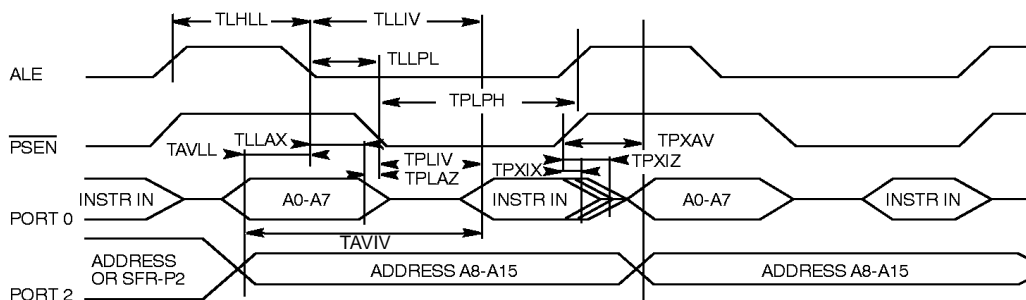 TLHLL TLLIV
TLLPL
ALE
TPLPH
PSEN
TLLAX
TPXAV
TAVLL
TPLIV
TPXIZ
TPLAZ
TPXIX
INSTR IN A0-A7 INSTR IN A0-A7 INSTR IN
PORT 0
TAVIV
ADDRESS
OR SFR-P2
ADDRESS A8-A15 ADDRESS A8-A15
PORT 2